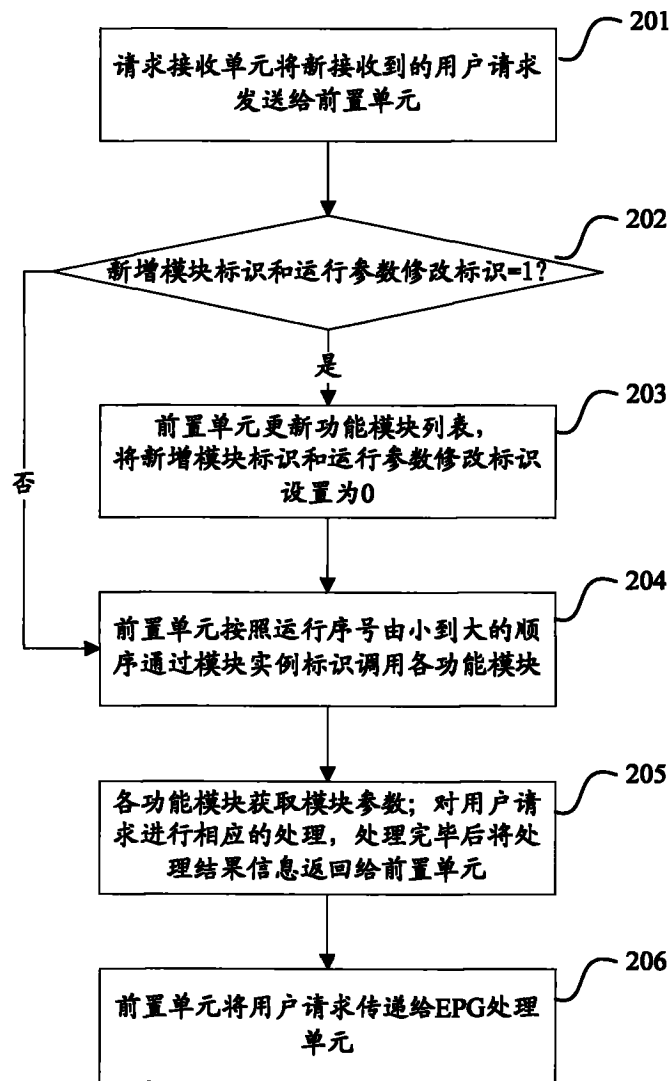 201
请求接收单元将新接收到的用户请求
发送给前置单元
202
新增模块标识和运行参数修改标识=1?
是
203
前置单元更新功能模块列表，
将新增模块标识和运行参数修改标识
设置为0
否
204
前置单元按照运行序号由小到大的顺
序通过模块实例标识调用各功能模块
205
各功能模块获取模块参数；对用户请
求进行相应的处理，处理完毕后将处
理结果信息返回给前置单元
206
前置单元将用户请求传递给EPG处理
单元